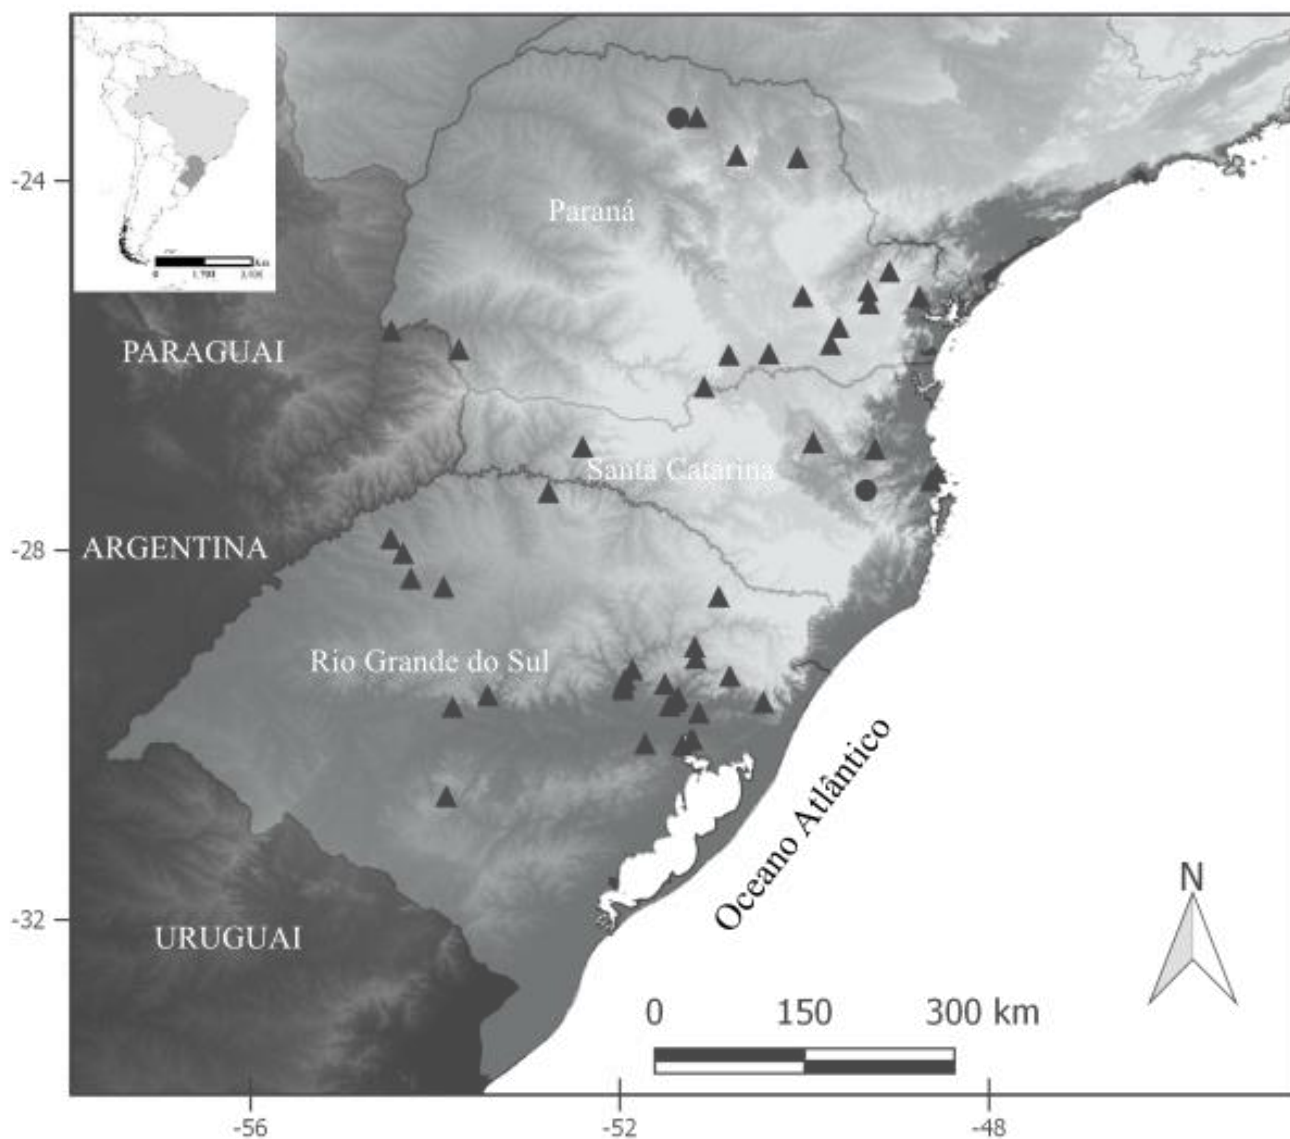 -24
Paraná
PARAGUAI
Santa Catarina
ARGENTINA
-28
Rio Grande do Sul
Oceano Atlântico
N
-32
URUGUAI
0 150 300 km
-56 -52 -48